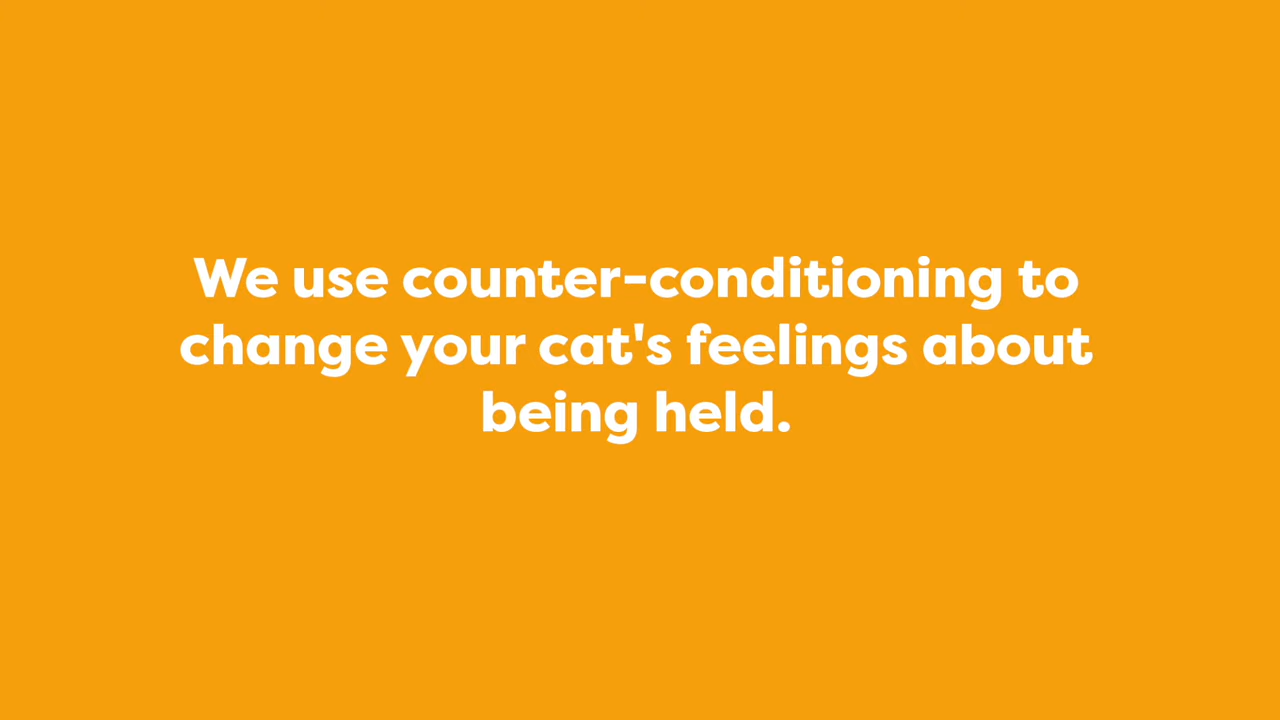 We use counter-conditioning to
change your cat's feelings about
being held.